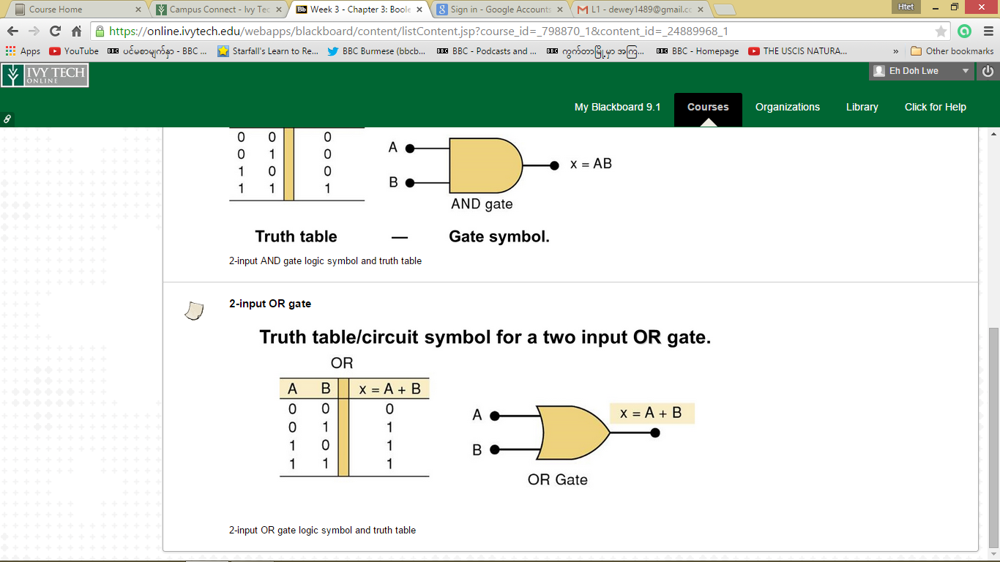 Course Home
Campus Connect - Ivy Tec
Week 3 - Chapter 3: Boole
Sign in - Google Accounts
L1 - dewey1489@gmail.cc
Htet
https://online.ivytech.edu/webapps/blackboard/content/listContent.jsp?course_id=_798870_1&content_id=_24889968_1
Apps
YouTube
ပင်မစာမျက်နှာ - BBC ...
Starfall's Learn to Re...
BBC Burmese (bbcb...
BBC - Podcasts and ...
ကွက်တာမြို့မှာ အကြ...
BBC - Homepage
THE USCIS NATURA...
»
Other bookmarks
IVY TECH
ONLINE
Eh Doh Lwe
My Blackboard 9.1
Courses
Organizations
Library
Click for Help
0 0 0
0 1 0
1 0 0
1 1 1
A
B
x = AB
AND gate
Truth table — Gate symbol.
2-input AND gate logic symbol and truth table
2-input OR gate
Truth table/circuit symbol for a two input OR gate.
OR
A B x = A + B
0 0 0
0 1 1
1 0 1
1 1 1
A
B
x = A + B
OR Gate
2-input OR gate logic symbol and truth table